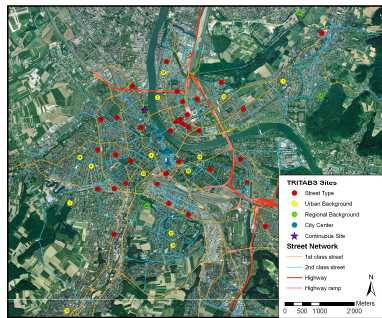 TRITABS Sites
Street Type
Urban Background
Regional Background
City Center
Continuous Site
Street Network
1st class street
2nd class street
Highway
Highway ramp
N
Meters
0 500 1'000 2'000